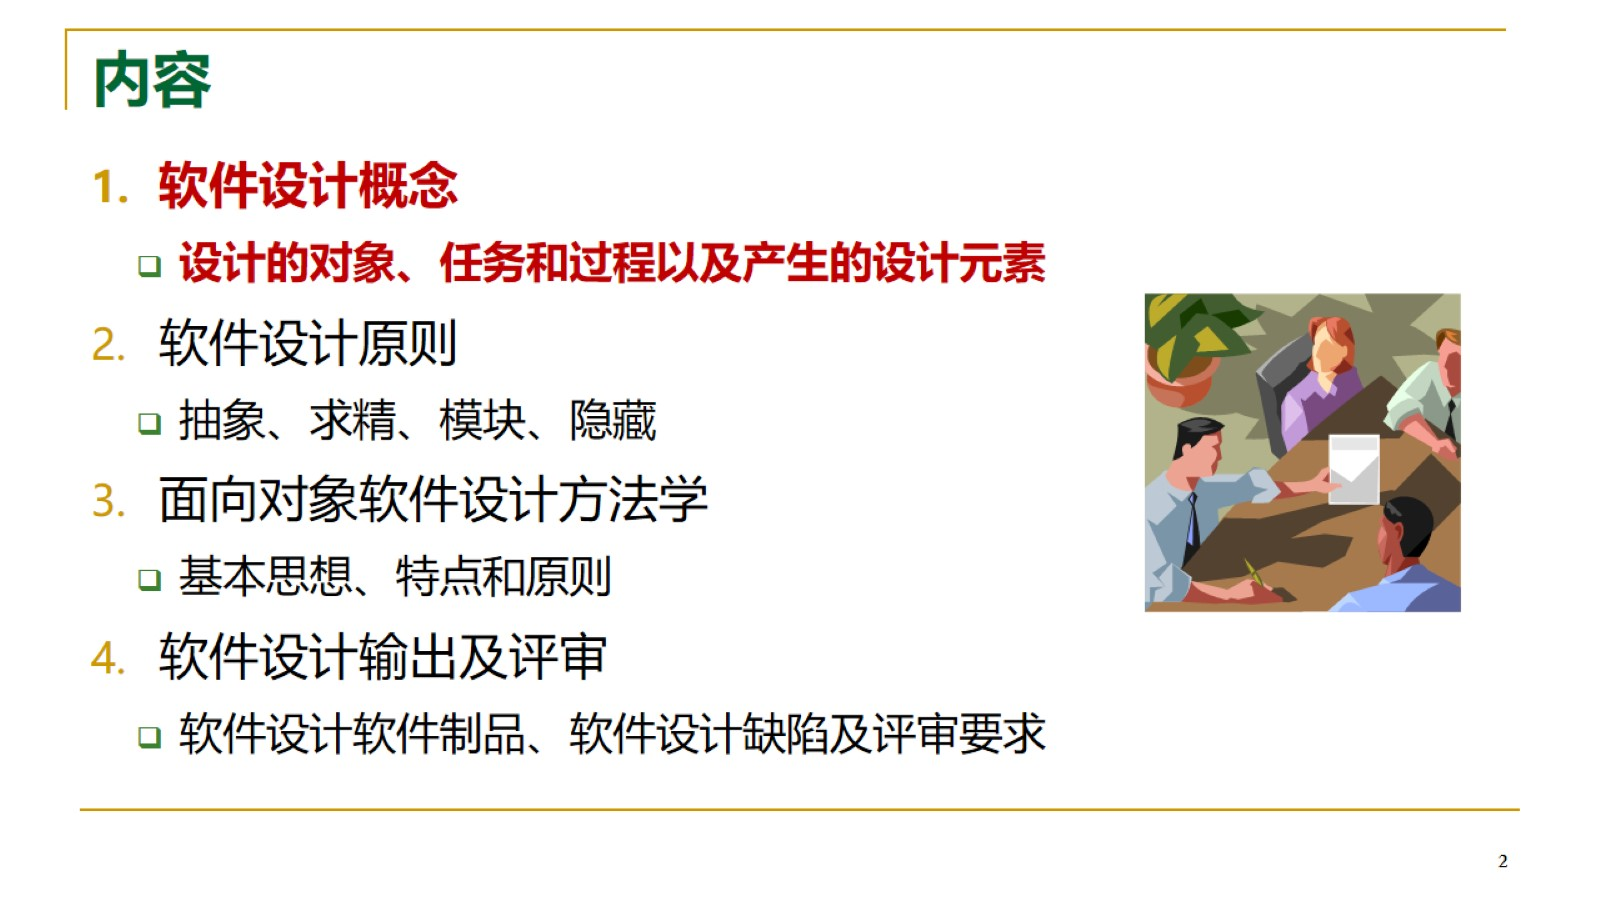 内容
1. 软件设计概念
❑ 设计的对象、任务和过程以及产生的设计元素
2. 软件设计原则
❑ 抽象、求精、模块、隐藏
3. 面向对象软件设计方法学
❑ 基本思想、特点和原则
4. 软件设计输出及评审
❑ 软件设计软件制品、软件设计缺陷及评审要求
2